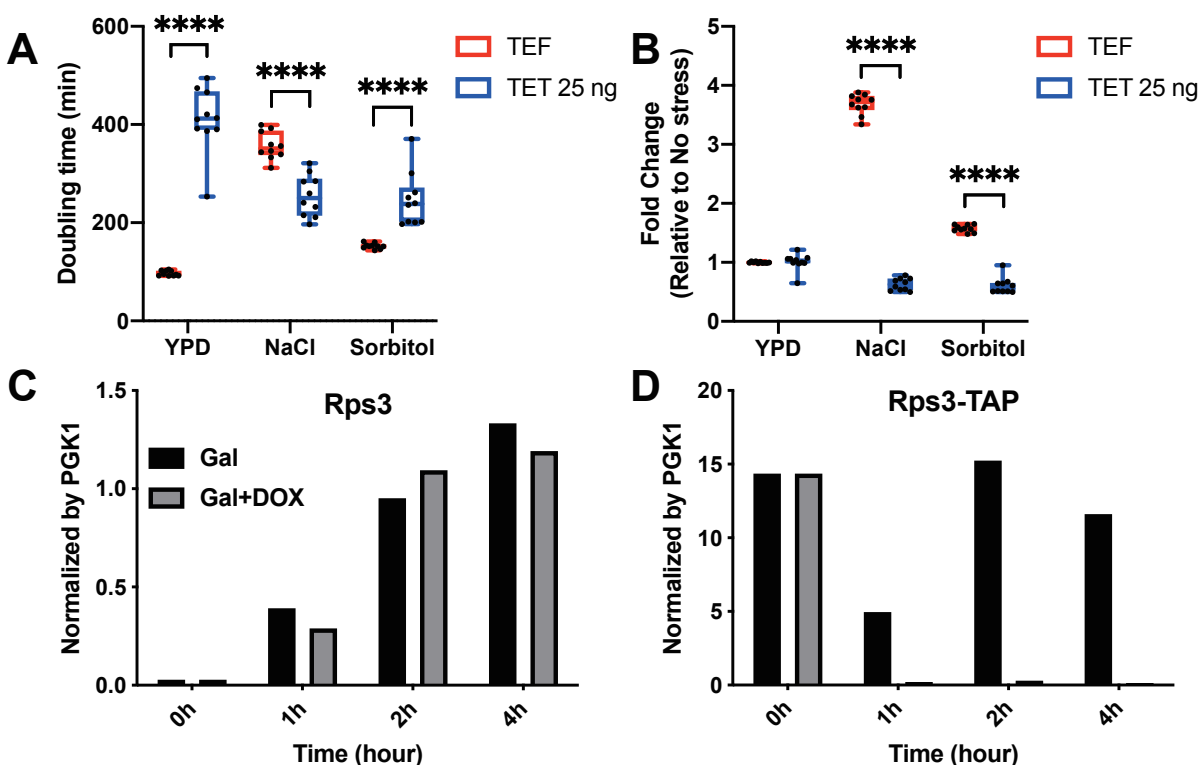 A
Doubling time (min)
600
400
200
0
****
****
****
YPD
NaCl
Sorbitol
TEF
TET 25 ng
B
Fold Change
(Relative to No stress)
5
4
3
2
1
0
****
****
YPD
NaCl
Sorbitol
TEF
TET 25 ng
C
Rps3
Normalized by PGK1
1.5
1.0
0.5
0.0
Gal
Gal+DOX
0h
1h
2h
4h
Time (hour)
D
Rps3-TAP
Normalized by PGK1
20
15
10
5
0
0h
1h
2h
4h
Time (hour)